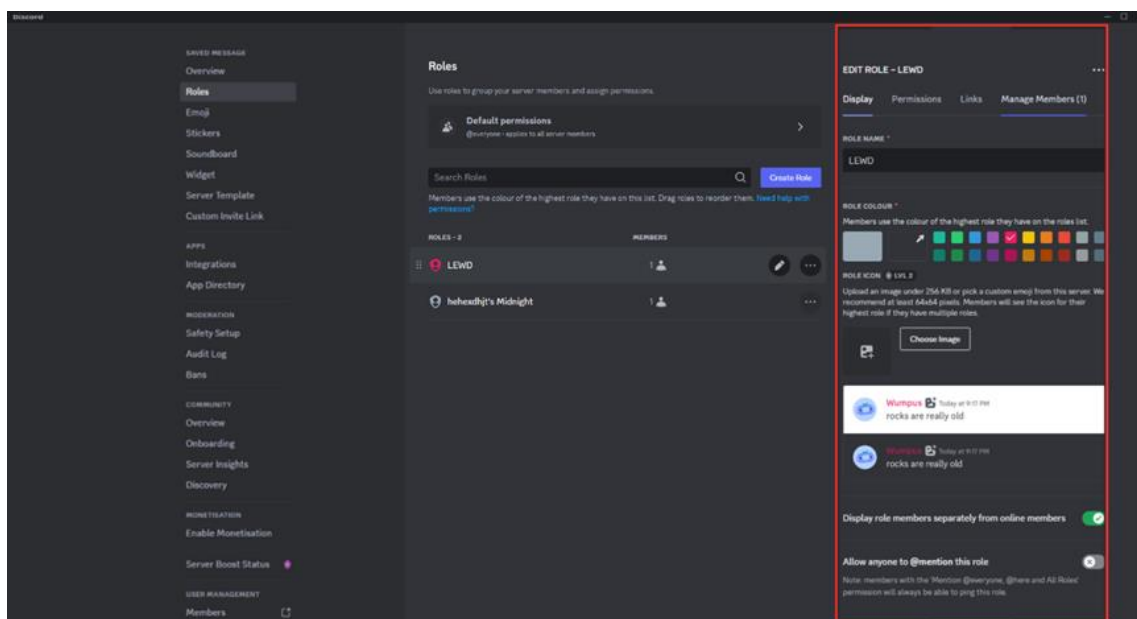 Discord
SAVED MESSAGE
Overview
Roles
Emoji
Stickers
Soundboard
Widget
Server Template
Custom Invite Link
APPS
Integrations
App Directory
MODERATION
Safety Setup
Audit Log
Bans
COMMUNITY
Overview
Onboarding
Server Insights
Discovery
MONETISATION
Enable Monetisation
Server Boost Status
USER MANAGEMENT
Members
Roles
Use roles to group your server members and assign permissions.
Default permissions
@everyone • applies to all server members
Search Roles
Create Role
Members use the colour of the highest role they have on this list. Drag roles to reorder them. Need help with
permissions?
ROLES - 2 MEMBERS
LEWD 1
hehexdhjt's Midnight 1
EDIT ROLE - LEWD
Display Permissions Links Manage Members (1)
ROLE NAME *
LEWD
ROLE COLOUR *
Members use the colour of the highest role they have on the roles list.
ROLE ICON LVL 2
Upload an image under 256 KB or pick a custom emoji from this server. We
recommend at least 64x64 pixels. Members will see the icon for their
highest role if they have multiple roles.
Choose Image
Wumpus Today at 9:17 PM
rocks are really old
Wumpus Today at 9:17 PM
rocks are really old
Display role members separately from online members
Allow anyone to @mention this role
Note: members with the 'Mention @everyone, @here and All Roles'
permission will always be able to ping this role.